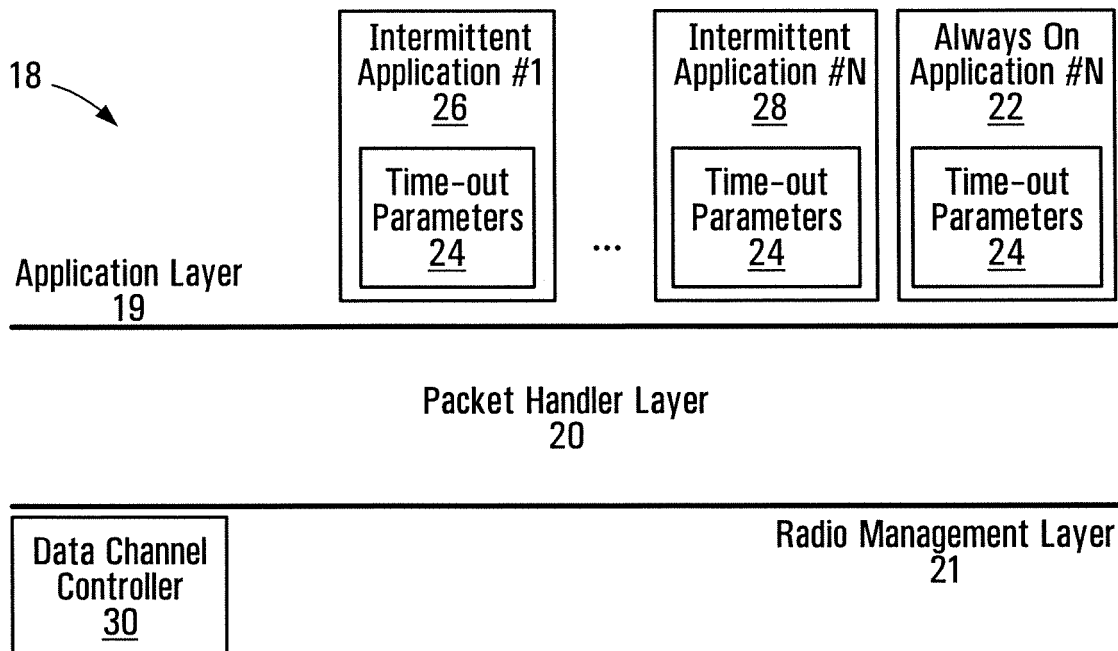 18
Intermittent
Application #1
26
Time-out
Parameters
24
...
Intermittent
Application #N
28
Time-out
Parameters
24
Always On
Application #N
22
Time-out
Parameters
24
Application Layer
19
Packet Handler Layer
20
Data Channel
Controller
30
Radio Management Layer
21